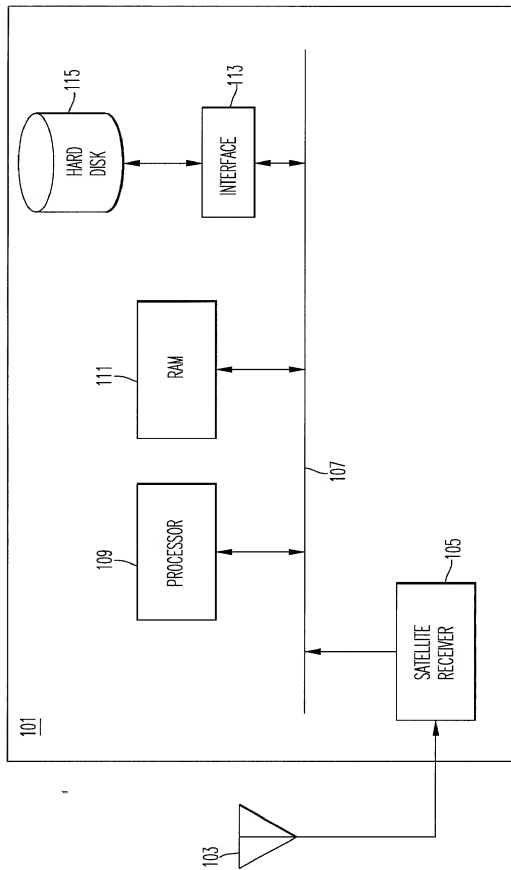 101
103
SATELLITE
RECEIVER
105
107
109
PROCESSOR
111
RAM
INTERFACE
113
HARD
DISK
115